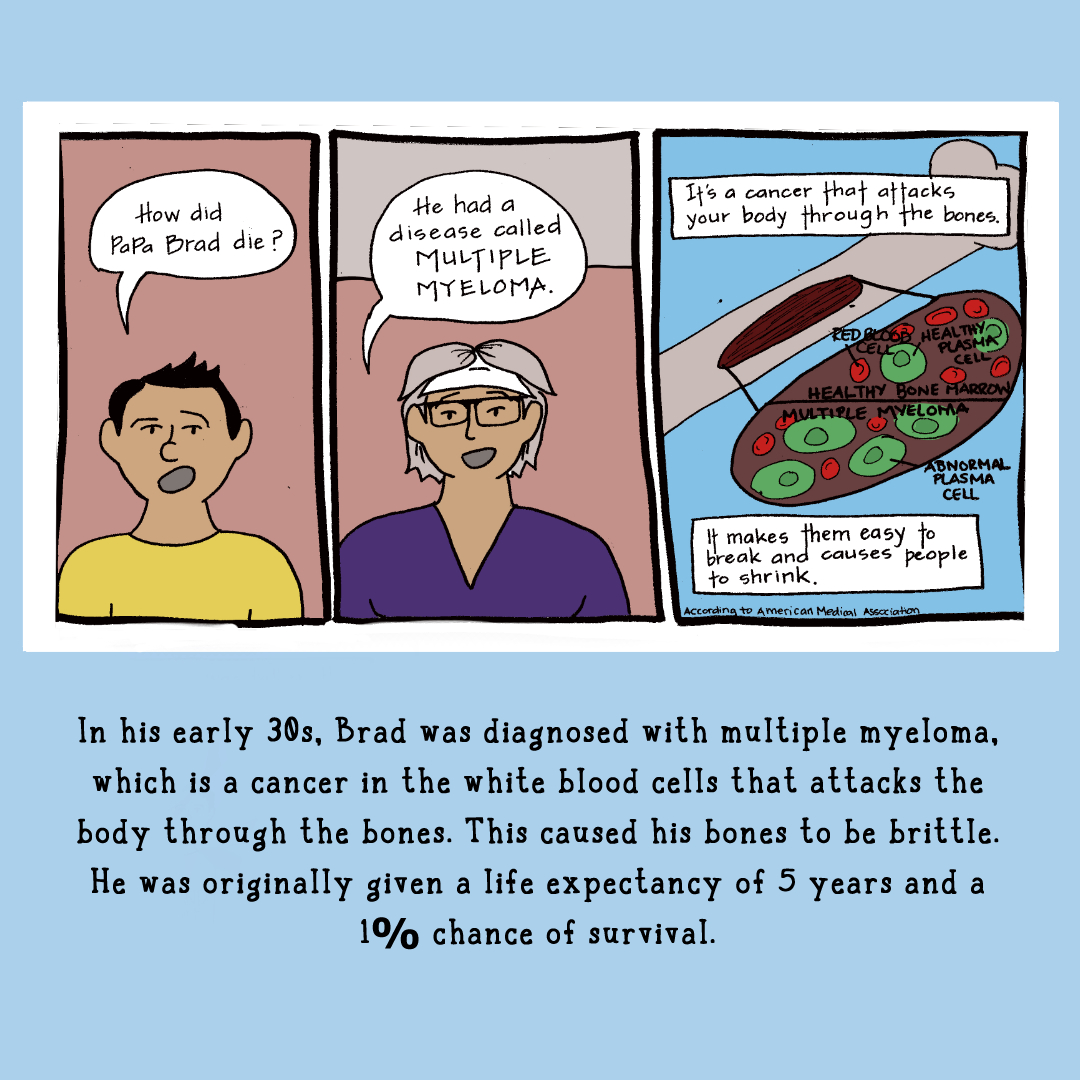 How did
PaPa Brad die?
He had a
disease called
MULTIPLE
MYELOMA.
It's a cancer that attacks
your body through the bones.
RED BLOOD
CELL
HEALTHY
PLASMA
CELL
HEALTHY BONE MARROW
MULTIPLE MYELOMA
ABNORMAL
PLASMA
CELL
It makes them easy to
break and causes people
to shrink.
According to American Medical Association
In his early 30s, Brad was diagnosed with multiple myeloma,
which is a cancer in the white blood cells that attacks the
body through the bones. This caused his bones to be brittle.
He was originally given a life expectancy of 5 years and a
1% chance of survival.